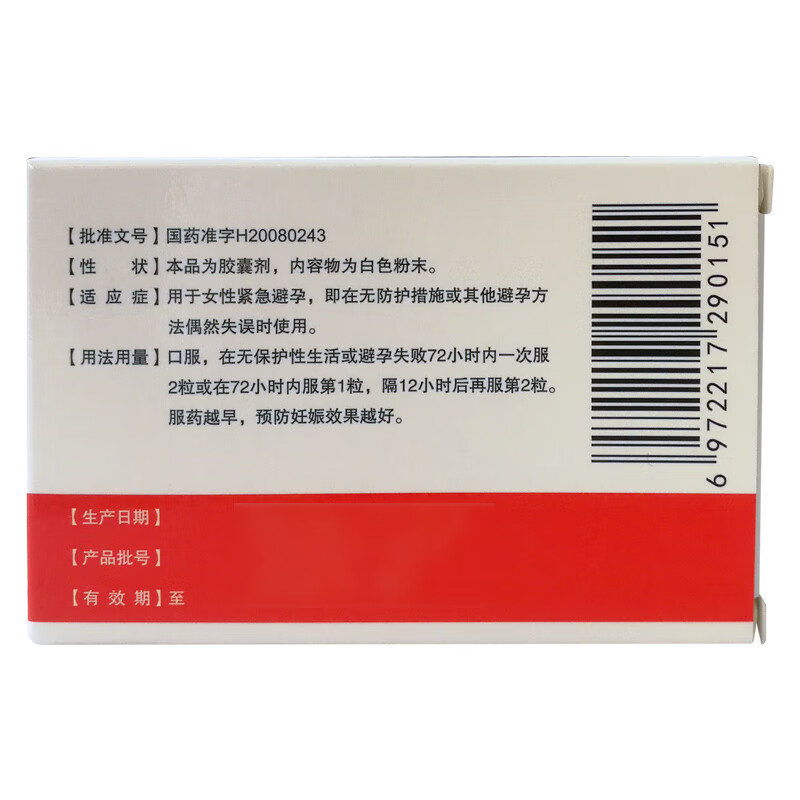 【批准文号】国药准字H20080243
【性 状】本品为胶囊剂，内容物为白色粉末。
【适 应 症】用于女性紧急避孕，即在无防护措施或其他避孕方
法偶然失误时使用。
【用法用量】口服，在无保护性生活或避孕失败72小时内一次服
2粒或在72小时内服第1粒，隔12小时后再服第2粒。
服药越早，预防妊娠效果越好。
6 972217 290151
【生产日期】
【产品批号】
【有 效 期】至